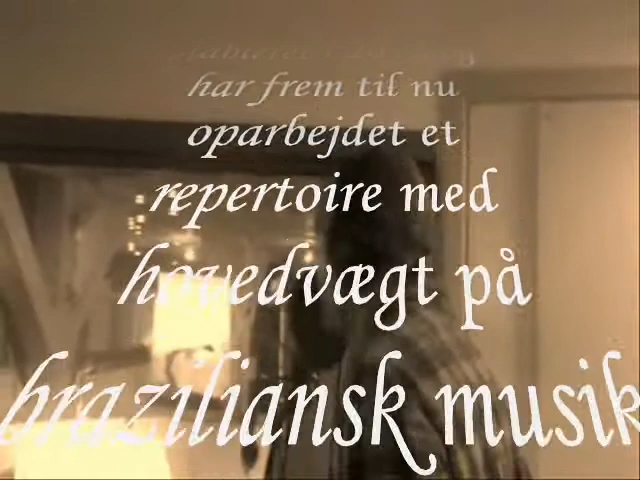 har frem til nu
oparbejdet et
repertoire med
hovedvægt på
braziliansk musik